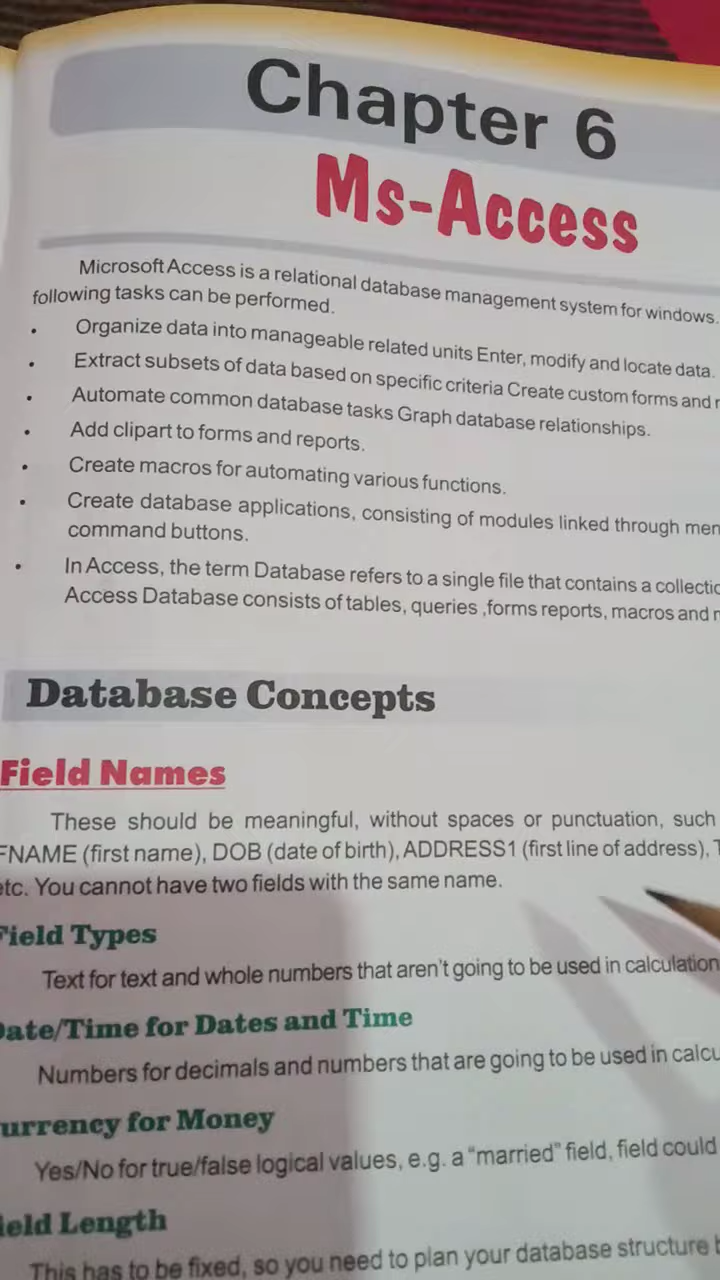 Chapter 6
Ms-Access
Microsoft Access is a relational database management system for windows.
following tasks can be performed.
• Organize data into manageable related units Enter, modify and locate data.
• Extract subsets of data based on specific criteria Create custom forms and
• Automate common database tasks Graph database relationships.
• Add clipart to forms and reports.
• Create macros for automating various functions.
• Create database applications, consisting of modules linked through
command buttons.
• In Access, the term Database refers to a single file that contains a
Access Database consists of tables, queries ,forms reports, macros and
Database Concepts
Field Names
These should be meaningful, without spaces or punctuation, such
FNAME (first name), DOB (date of birth), ADDRESS1 (first line of address),
etc. You cannot have two fields with the same name.
Field Types
Text for text and whole numbers that aren't going to be used in calculation
Date/Time for Dates and Time
Numbers for decimals and numbers that are going to be used in
urrency for Money
Yes/No for true/false logical values, e.g. a "married" field, field could
ield Length
This has to be fixed, so you need to plan your database structure